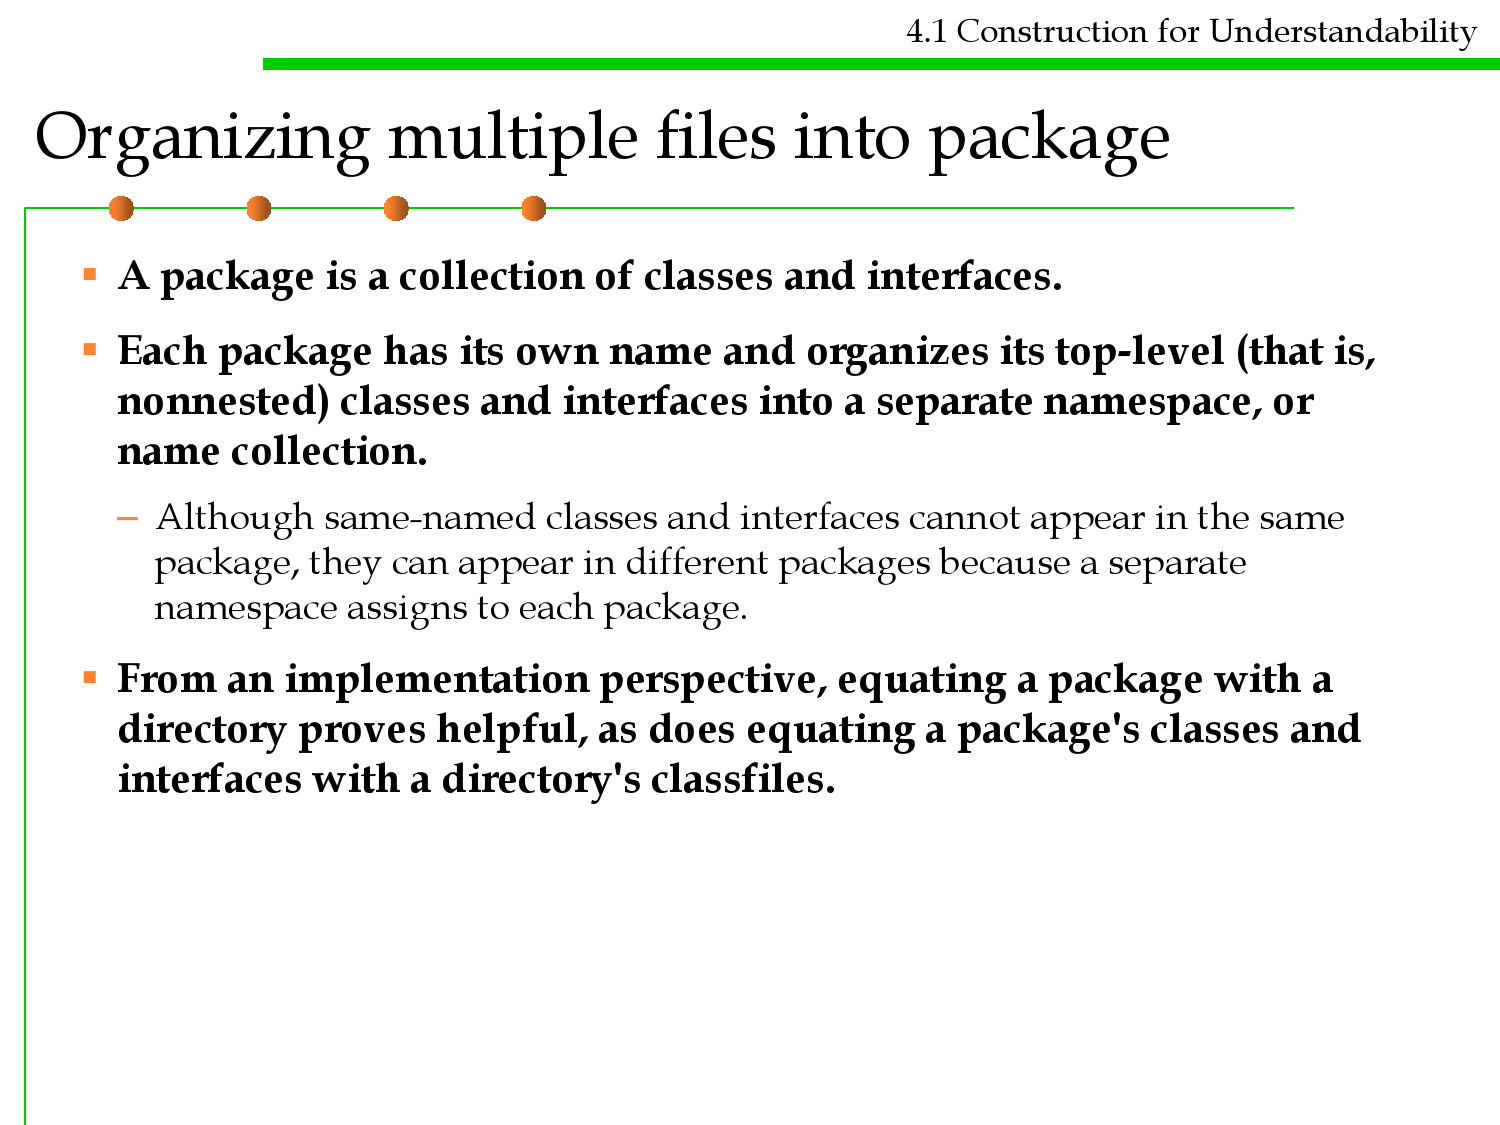 4.1 Construction for Understandability
Organizing multiple files into package
▪ A package is a collection of classes and interfaces.
▪ Each package has its own name and organizes its top-level (that is,
nonnested) classes and interfaces into a separate namespace, or
name collection.
– Although same-named classes and interfaces cannot appear in the same
package, they can appear in different packages because a separate
namespace assigns to each package.
▪ From an implementation perspective, equating a package with a
directory proves helpful, as does equating a package's classes and
interfaces with a directory's classfiles.